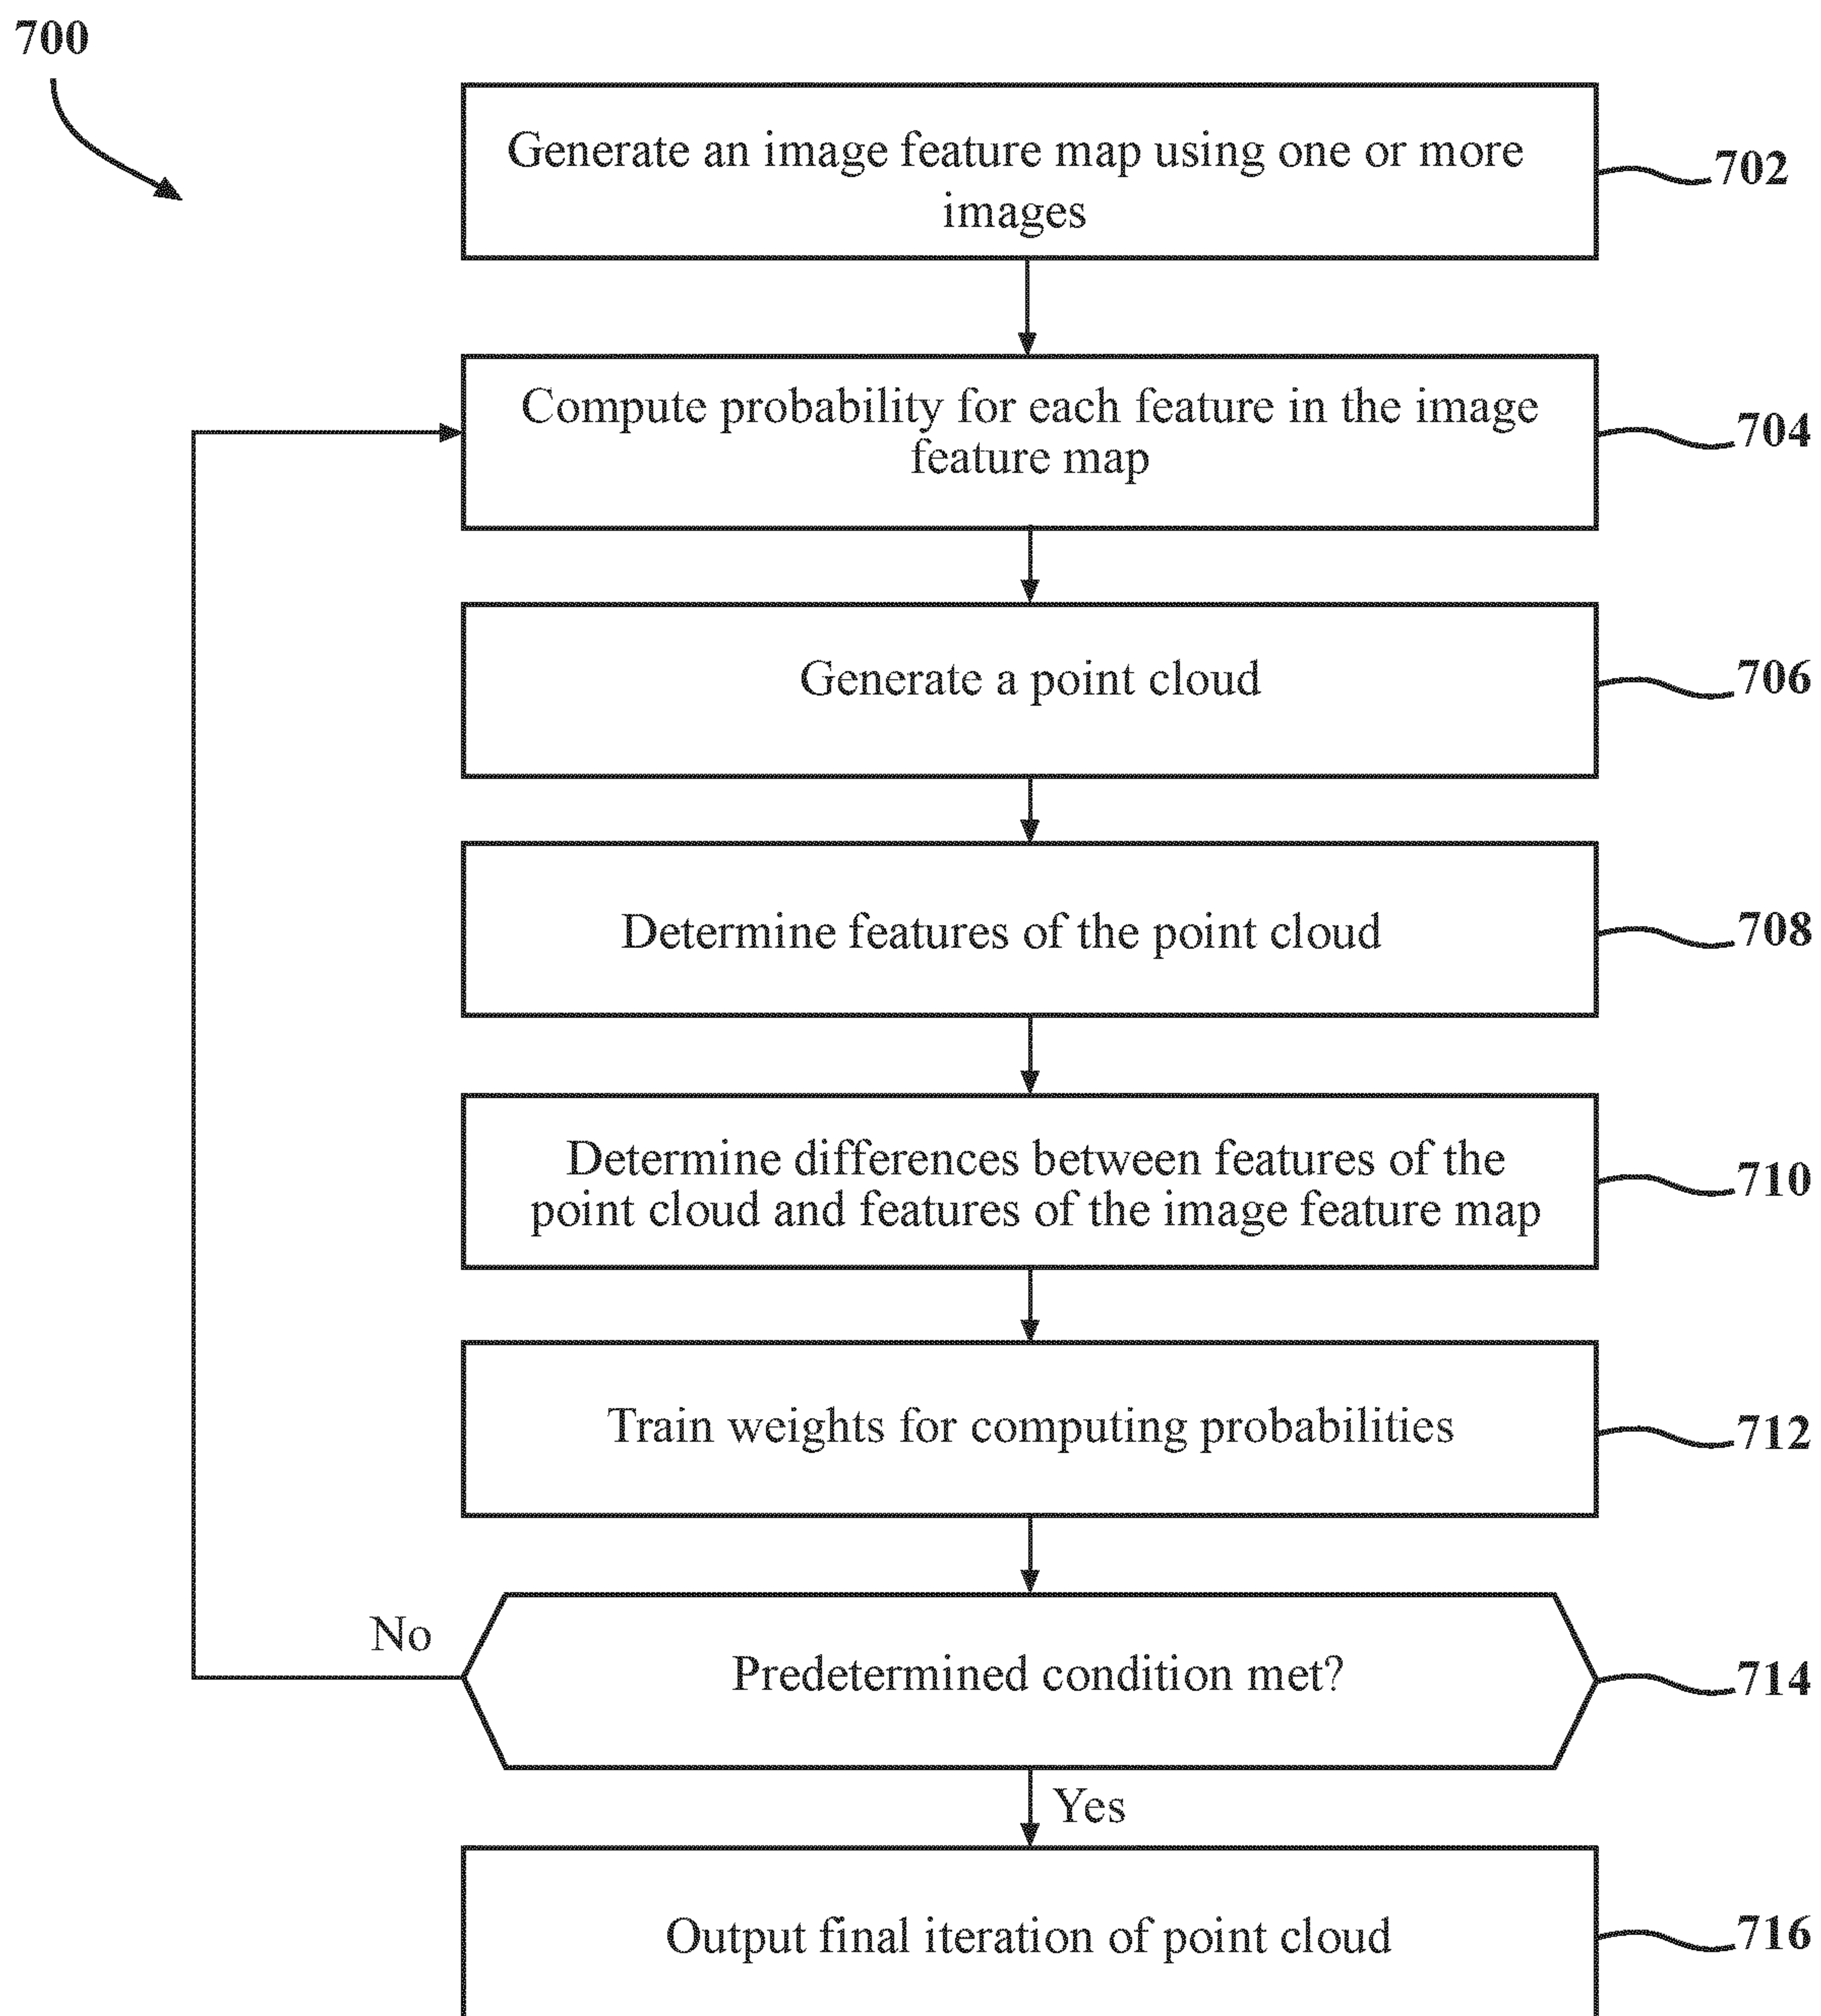 700
Generate an image feature map using one or more
images
702
Compute probability for each feature in the image
feature map
704
Generate a point cloud
706
Determine features of the point cloud
708
Determine differences between features of the
point cloud and features of the image feature map
710
Train weights for computing probabilities
712
No
Predetermined condition met?
714
Yes
Output final iteration of point cloud
716